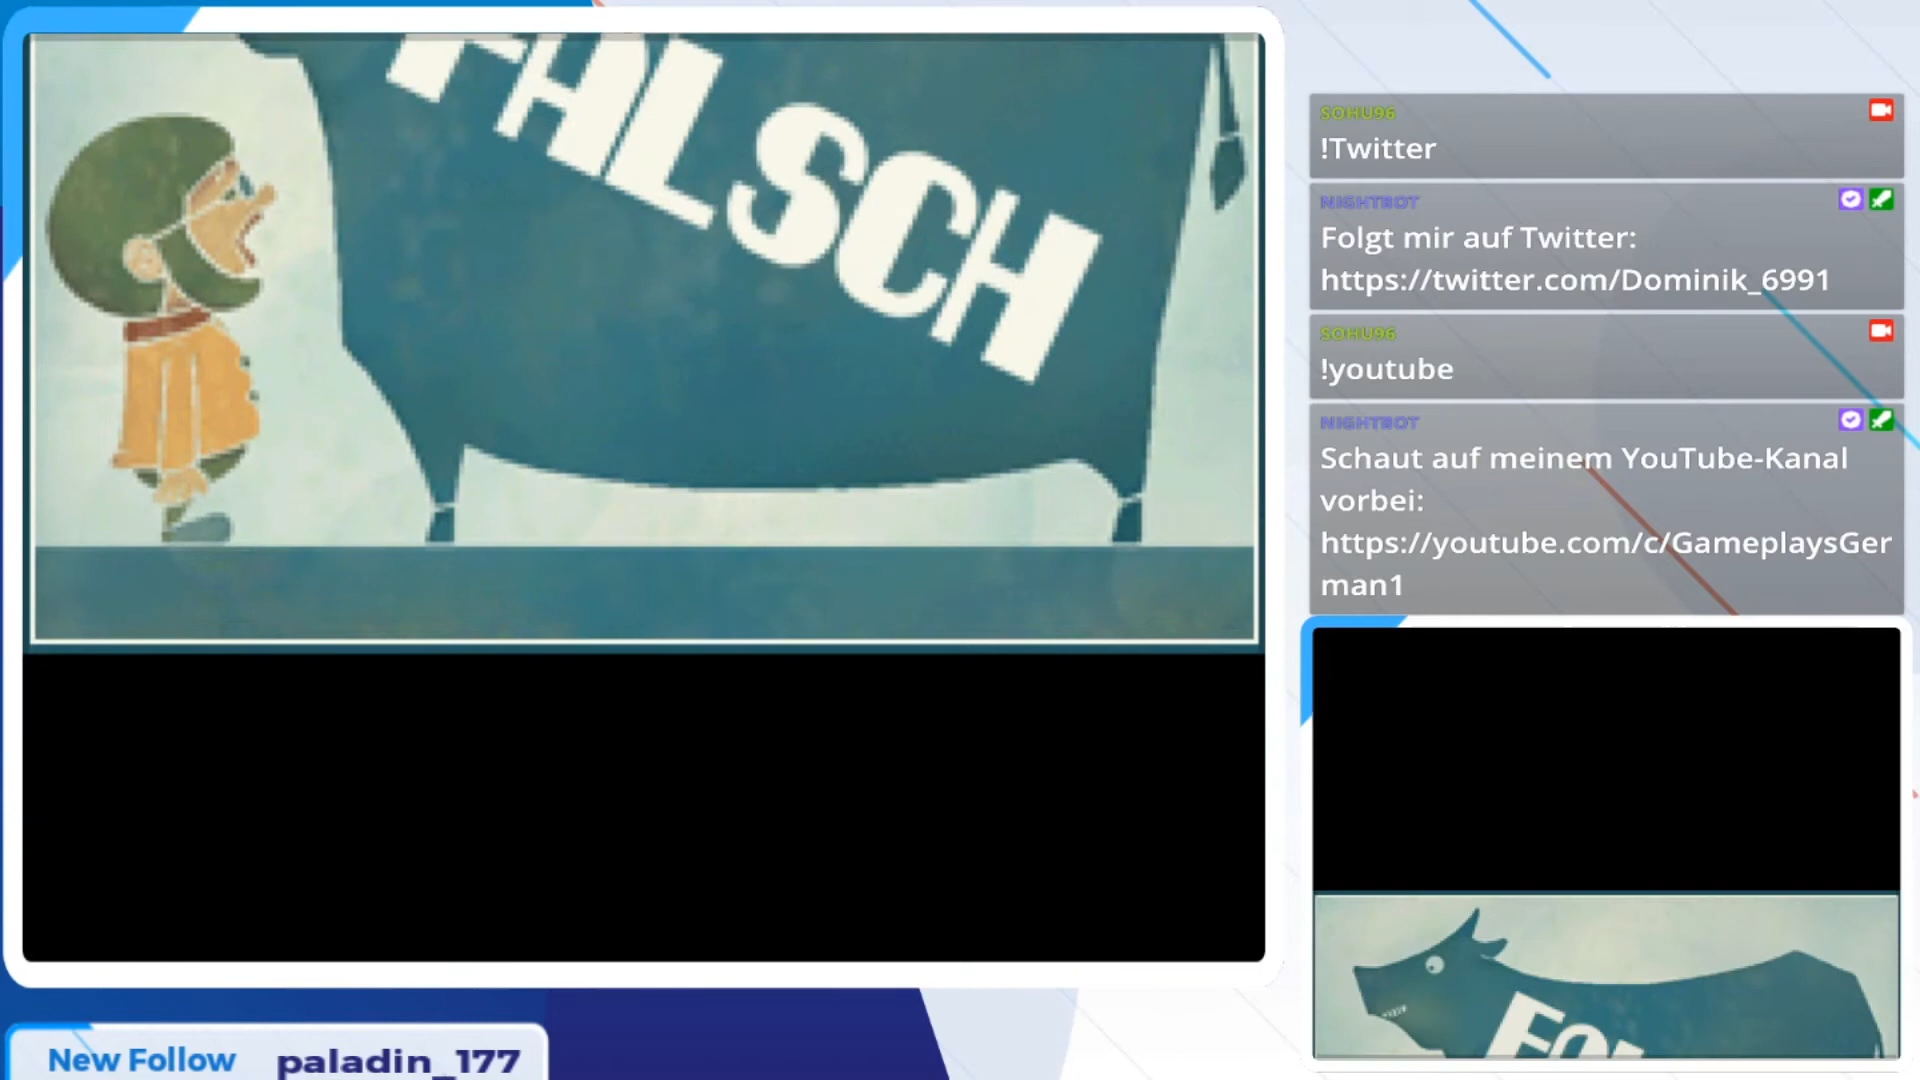 FALSCH
SOHU96
!Twitter
NIGHTBOT
Folgt mir auf Twitter:
https://twitter.com/Dominik_6991
SOHU96
!youtube
NIGHTBOT
Schaut auf meinem YouTube-Kanal
vorbei:
https://youtube.com/c/GameplaysGer
man1
New Follow paladin_177